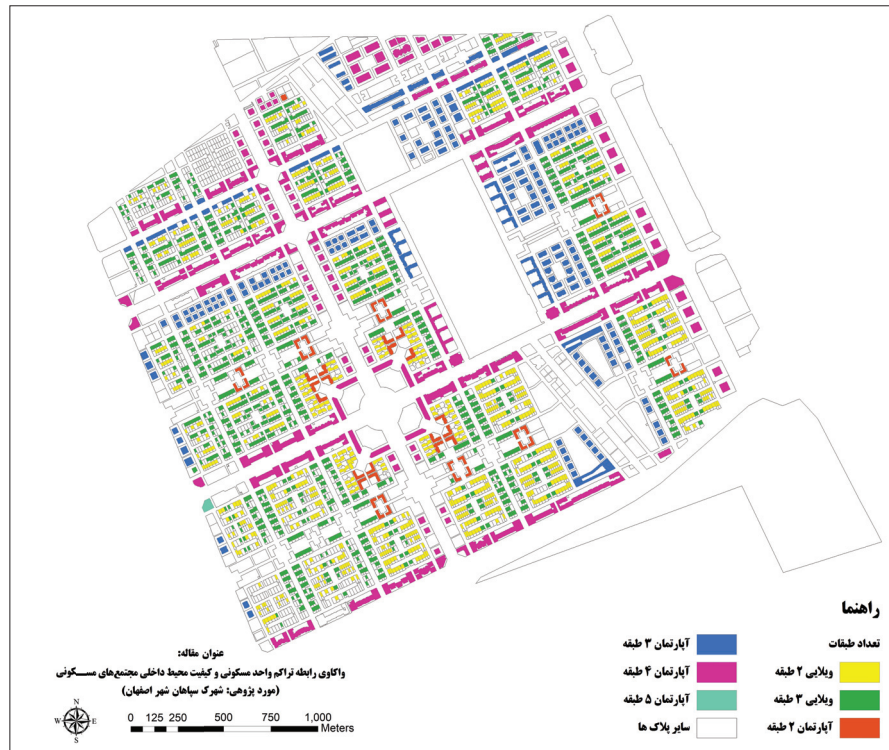 راهنما
تعداد طبقات
ویلایی ۲ طبقه
ویلایی ۳ طبقه
آپارتمان ۲ طبقه
آپارتمان ۳ طبقه
آپارتمان ۴ طبقه
آپارتمان ۵ طبقه
سایر پلاک ها
عنوان مقاله:
واکاوی رابطه تراکم واحد مسکونی و کیفیت محیط داخلی مجتمع‌های مســکونی
(مورد پژوهی: شهرک سپاهان شهر اصفهان)
N
W E
S
0 125 250 500 750 1,000
Meters